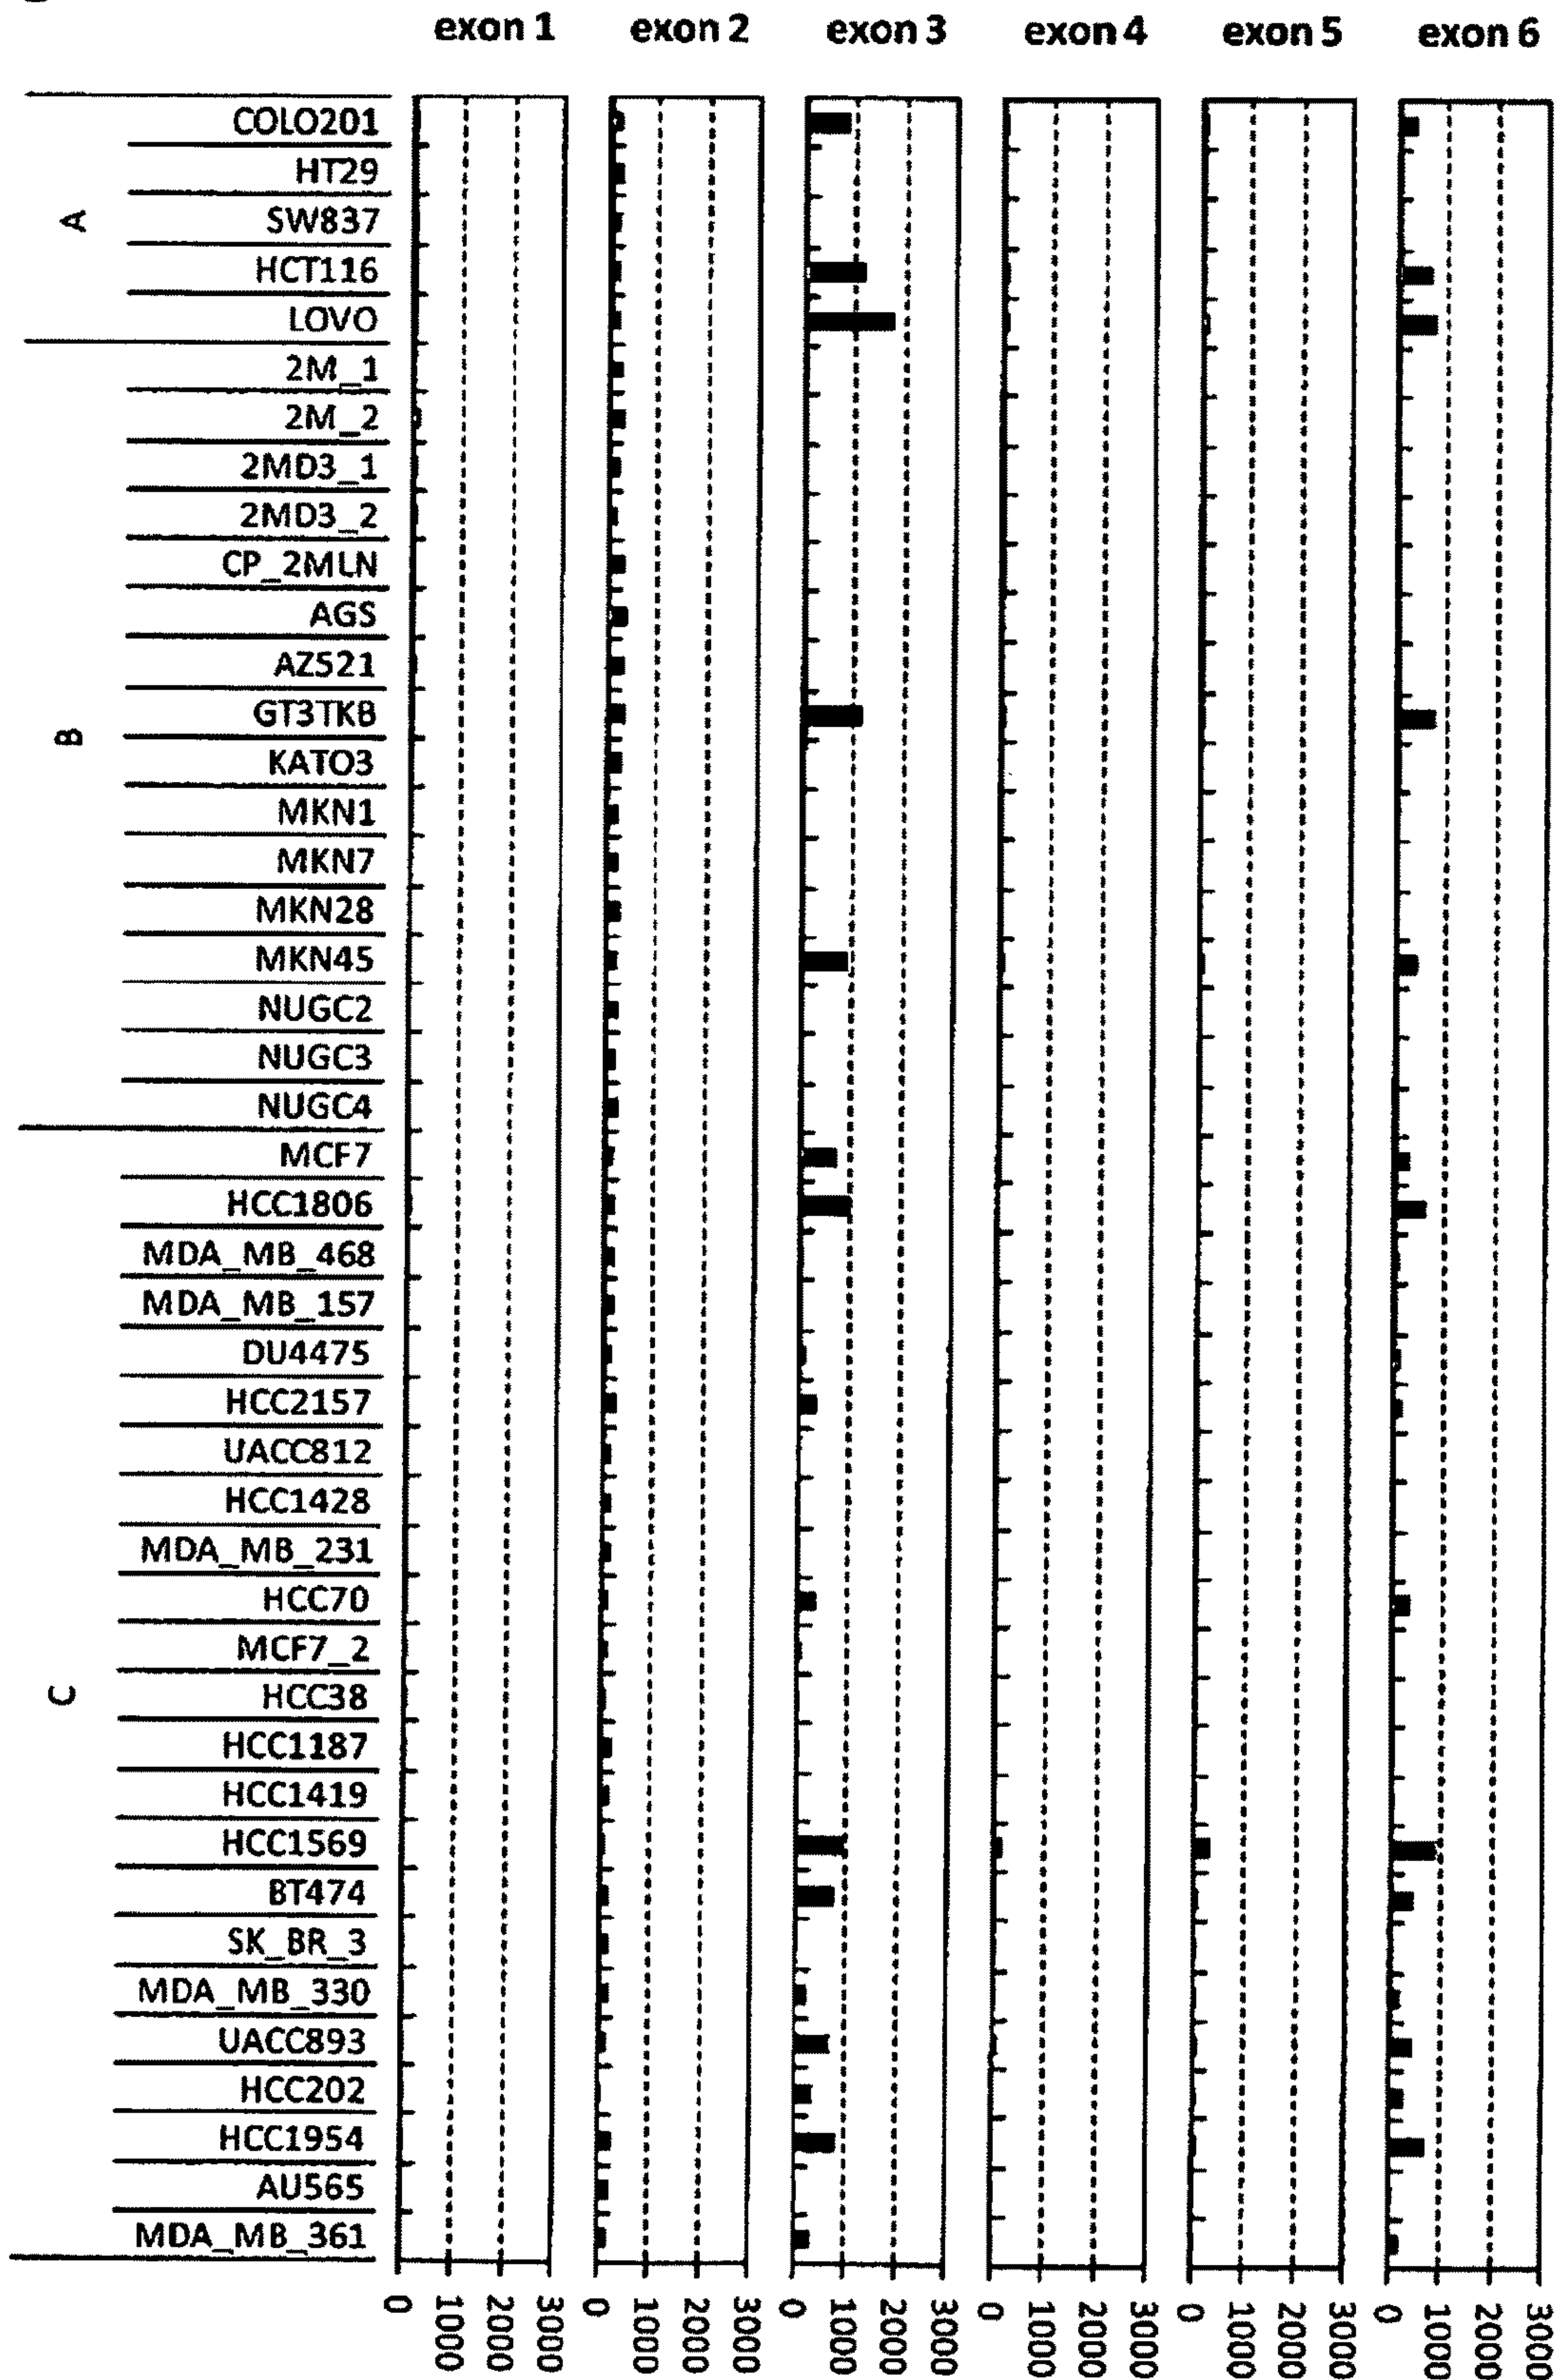 exon 1 exon 2 exon 3 exon 4 exon 5 exon 6
A
COLO201
HT29
SW837
HCT116
LOVO
B
2M_1
2M_2
2MD3_1
2MD3_2
CP_2MLN
AGS
AZ521
GT3TKB
KATO3
MKN1
MKN7
MKN28
MKN45
NUGC2
NUGC3
NUGC4
C
MCF7
HCC1806
MDA_MB_468
MDA_MB_157
DU4475
HCC2157
UACC812
HCC1428
MDA_MB_231
HCC70
MCF7_2
HCC38
HCC1187
HCC1419
HCC1569
BT474
SK_BR_3
MDA_MB_330
UACC893
HCC202
HCC1954
AU565
MDA_MB_361
0 1000 2000 3000 0 1000 2000 3000 0 1000 2000 3000 0 1000 2000 3000 0 1000 2000 3000 0 1000 2000 3000